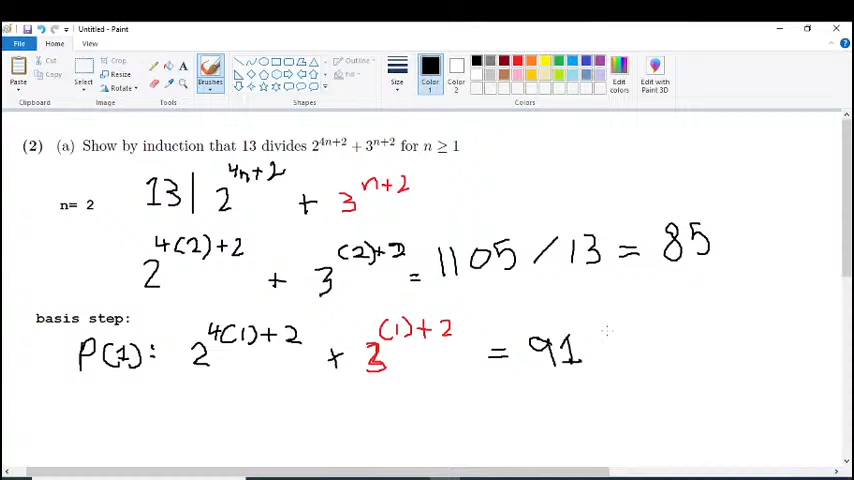 Untitled - Paint
File Home View
Paste Cut Copy Select Crop Resize Rotate Brushes Outline Fill Size Color 1 Color 2 Edit colors Edit with Paint 3D
Clipboard Image Tools Shapes Colors
(2) (a) Show by induction that 13 divides 2^{4n+2} + 3^{n+2} for n ≥ 1
n= 2 13 | 2^{4n+2} + 3^{n+2}
2^{4(2)+2} + 3^{(2)+2} = 1105 / 13 = 85
basis step:
P(1): 2^{4(1)+2} + 3^{(1)+2} = 91